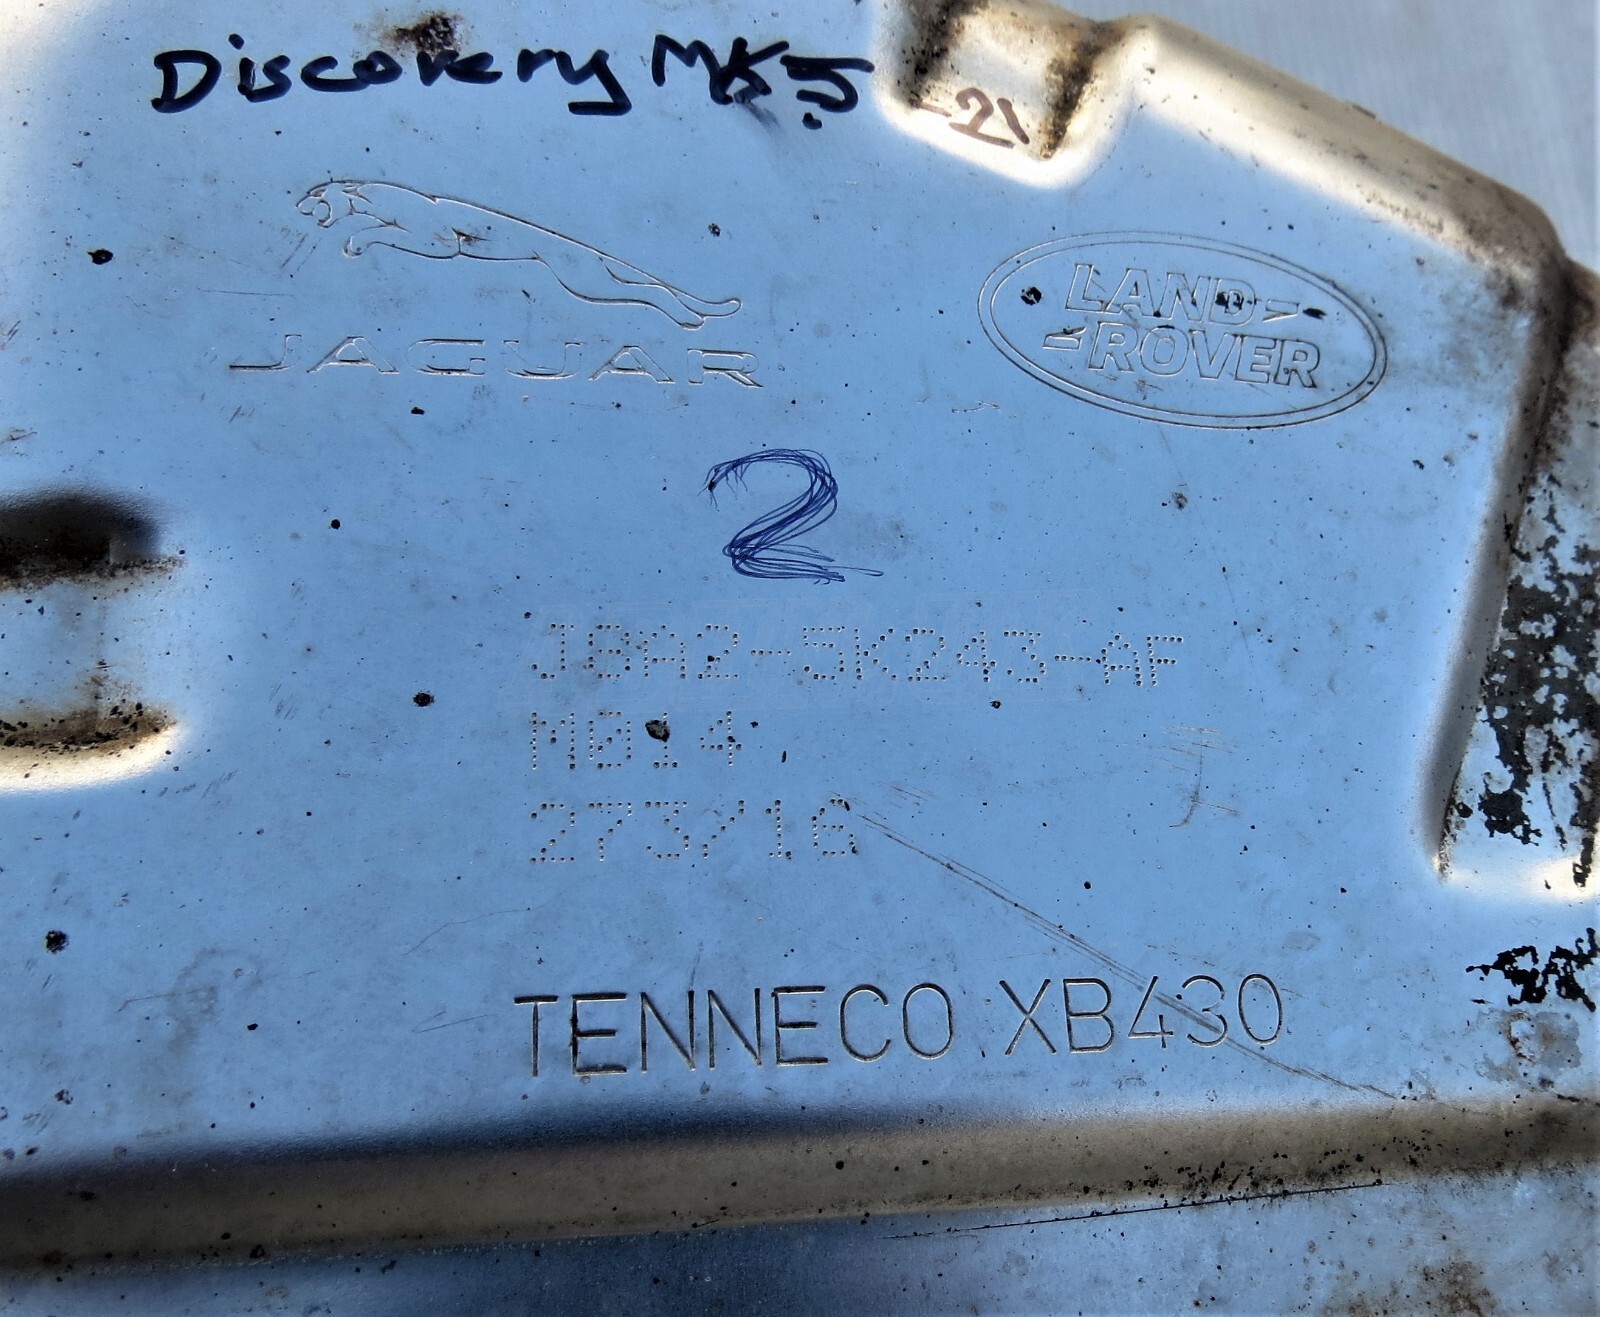 Discovery MK5
-21
JAGUAR
LAND
ROVER
2
J8A2-5K243-AF
M014
273/16
TENNECO XB430